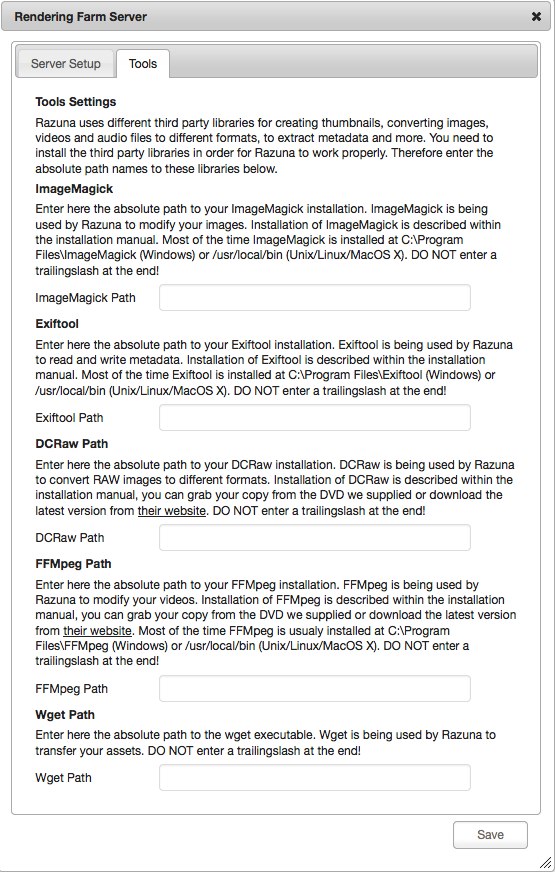 Rendering Farm Server
Server Setup
Tools
Tools Settings
Razuna uses different third party libraries for creating thumbnails, converting images,
videos and audio files to different formats, to extract metadata and more. You need to
install the third party libraries in order for Razuna to work properly. Therefore enter the
absolute path names to these libraries below.
ImageMagick
Enter here the absolute path to your ImageMagick installation. ImageMagick is being
used by Razuna to modify your images. Installation of ImageMagick is described within
the installation manual. Most of the time ImageMagick is installed at C:\Program
Files\ImageMagick (Windows) or /usr/local/bin (Unix/Linux/MacOS X). DO NOT enter a
trailingslash at the end!
ImageMagick Path
Exiftool
Enter here the absolute path to your Exiftool installation. Exiftool is being used by Razuna
to read and write metadata. Installation of Exiftool is described within the installation
manual. Most of the time Exiftool is installed at C:\Program Files\Exiftool (Windows) or
/usr/local/bin (Unix/Linux/MacOS X). DO NOT enter a trailingslash at the end!
Exiftool Path
DCRaw Path
Enter here the absolute path to your DCRaw installation. DCRaw is being used by Razuna
to convert RAW images to different formats. Installation of DCRaw is described within the
installation manual, you can grab your copy from the DVD we supplied or download the
latest version from their website. DO NOT enter a trailingslash at the end!
DCRaw Path
FFMpeg Path
Enter here the absolute path to your FFMpeg installation. FFMpeg is being used by
Razuna to modify your videos. Installation of FFMpeg is described within the installation
manual, you can grab your copy from the DVD we supplied or download the latest version
from their website. Most of the time FFMpeg is usualy installed at C:\Program
Files\FFMpeg (Windows) or /usr/local/bin (Unix/Linux/MacOS X). DO NOT enter a
trailingslash at the end!
FFMpeg Path
Wget Path
Enter here the absolute path to the wget executable. Wget is being used by Razuna to
transfer your assets. DO NOT enter a trailingslash at the end!
Wget Path
Save